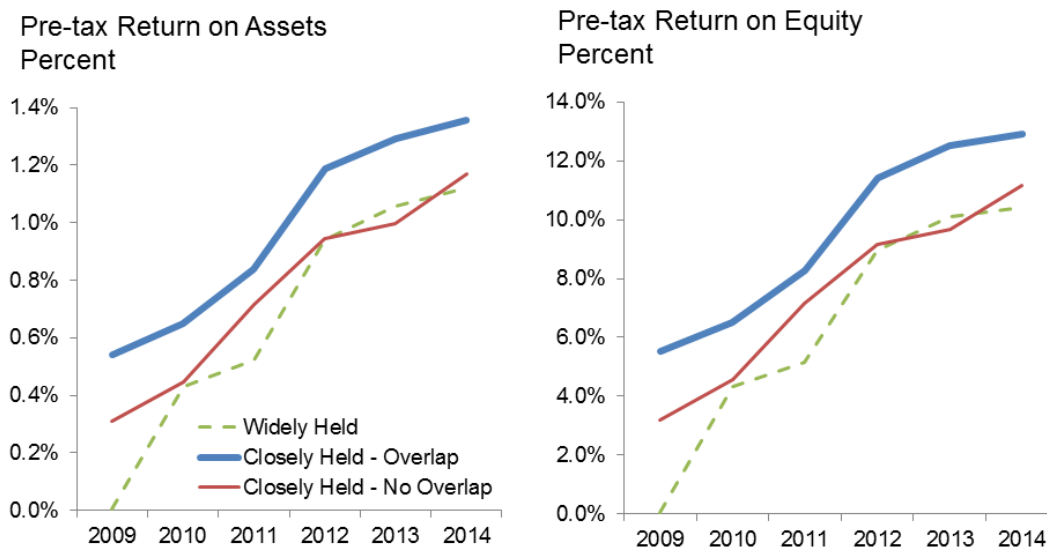 Pre-tax Return on Assets
Percent
1.4%
1.2%
1.0%
0.8%
0.6%
0.4%
0.2%
0.0%
Widely Held
Closely Held - Overlap
Closely Held - No Overlap
2009 2010 2011 2012 2013 2014
Pre-tax Return on Equity
Percent
14.0%
12.0%
10.0%
8.0%
6.0%
4.0%
2.0%
0.0%
2009 2010 2011 2012 2013 2014